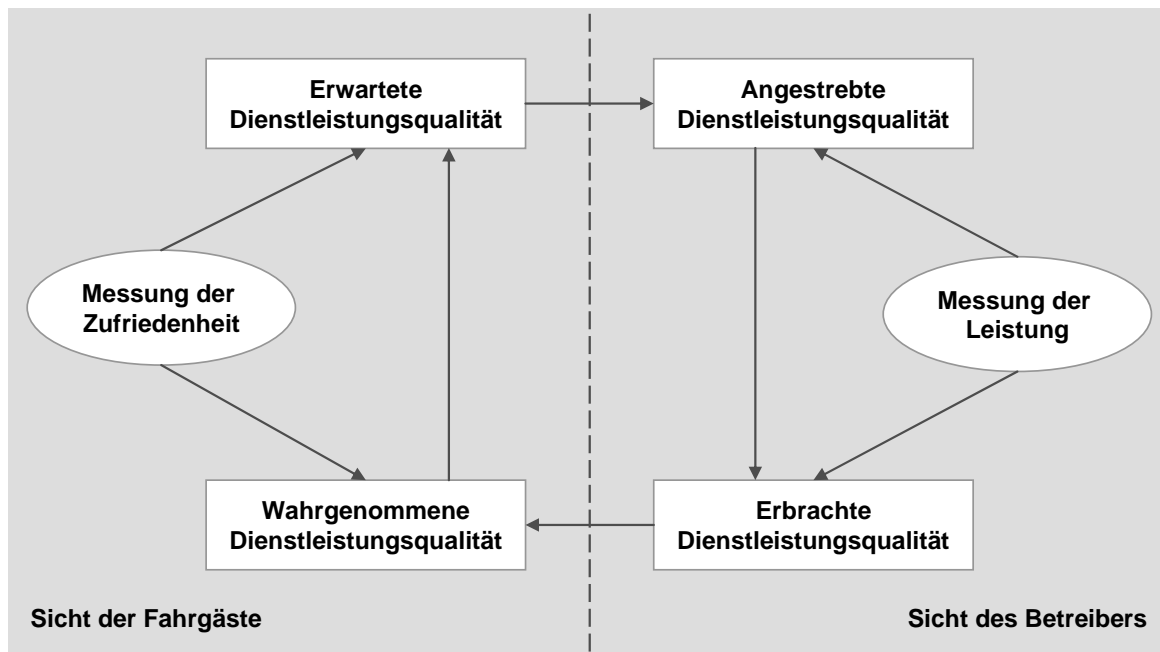 Erwartete
Dienstleistungsqualität
Angestrebte
Dienstleistungsqualität
Messung der
Zufriedenheit
Messung der
Leistung
Wahrgenommene
Dienstleistungsqualität
Erbrachte
Dienstleistungsqualität
Sicht der Fahrgäste
Sicht des Betreibers